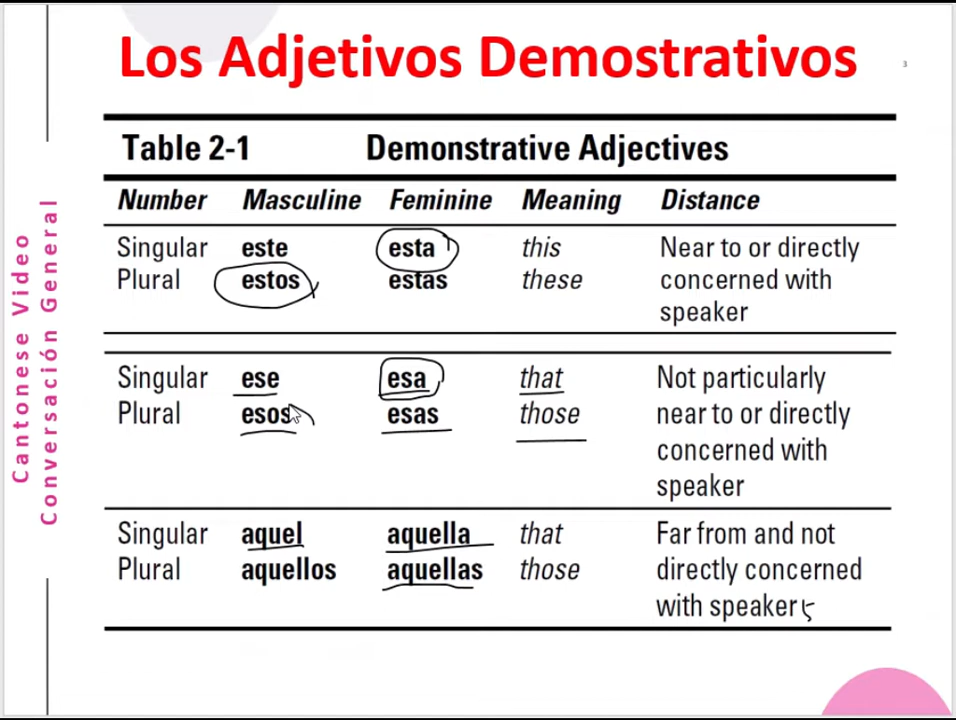 Los Adjetivos Demostrativos
3
Table 2-1 Demonstrative Adjectives
Number Masculine Feminine Meaning Distance
Singular este esta this Near to or directly
Plural estos estas these concerned with
speaker
Singular ese esa that Not particularly
Plural esos esas those near to or directly
concerned with
speaker
Singular aquel aquella that Far from and not
Plural aquellos aquellas those directly concerned
with speaker
Cantonese Video
Conversación General